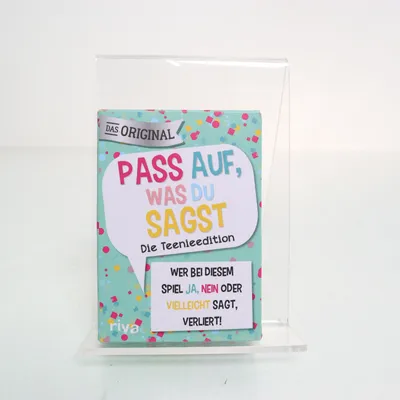 DAS ORIGINAL
PASS AUF,
WAS DU
SAGST
Die Teenieedition
WER BEI DIESEM
SPIEL JA, NEIN ODER
VIELLEICHT SAGT,
VERLIERT!
riva